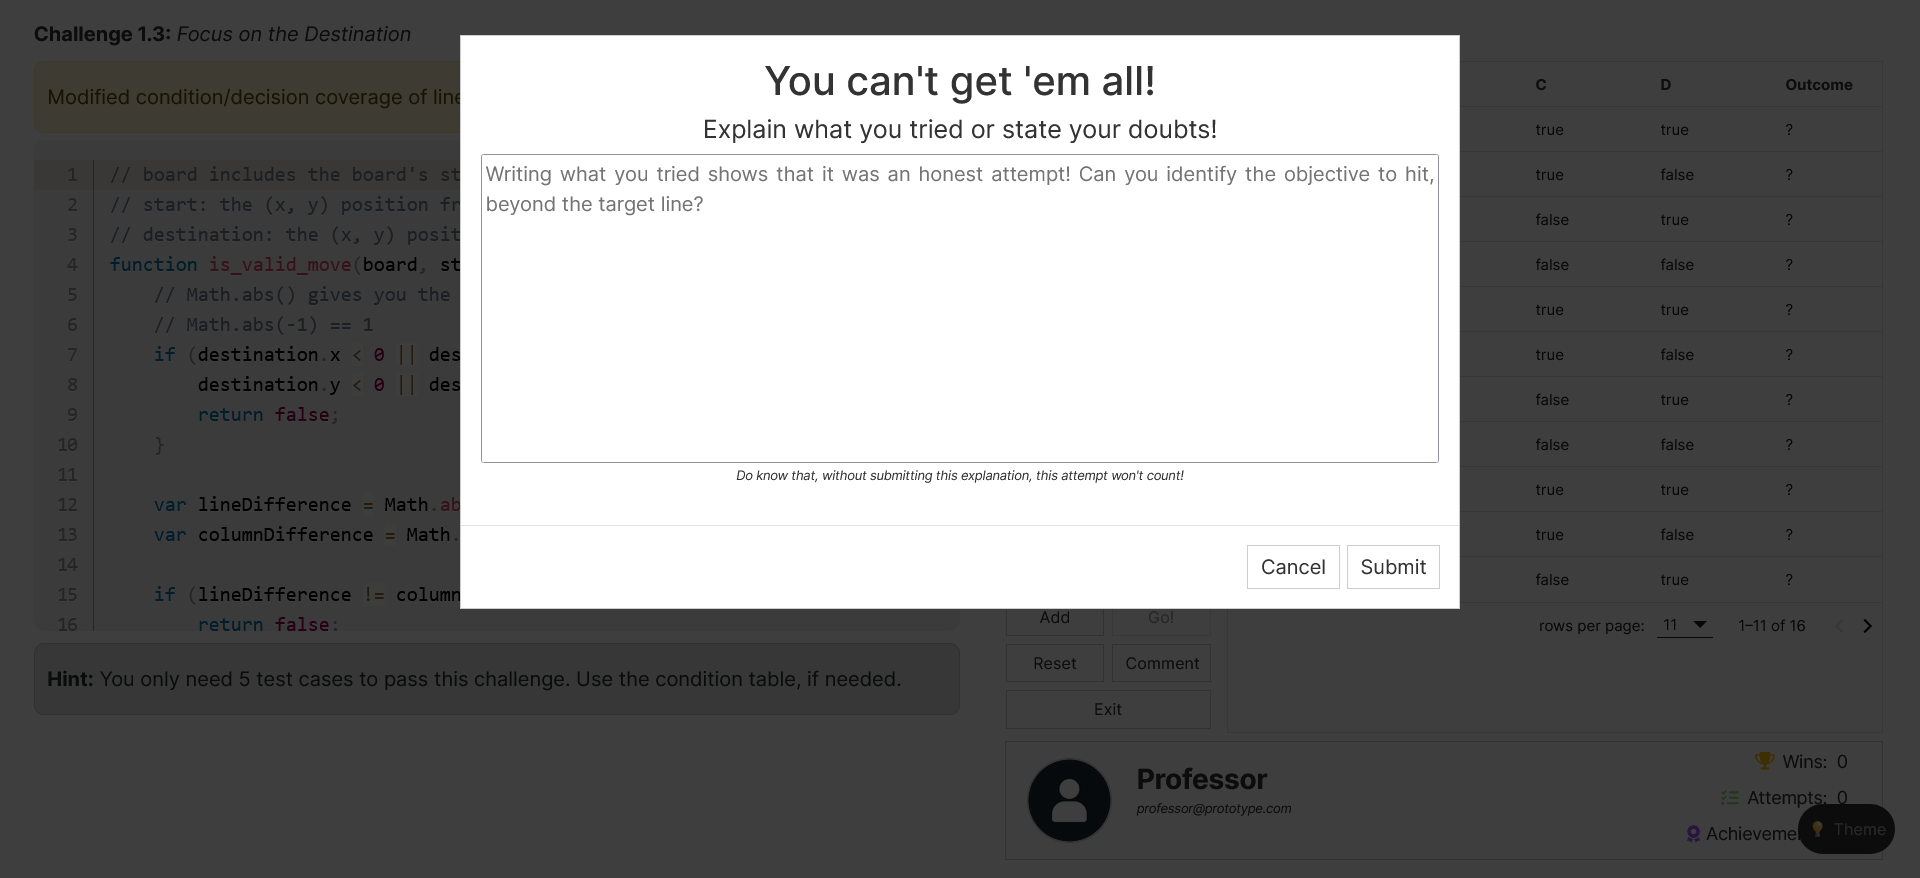 Challenge 1.3: Focus on the Destination
Modified condition/decision coverage of line
1 // board includes the board's st
2 // start: the (x, y) position fr
3 // destination: the (x, y) posit
4 function is_valid_move(board, st
5 // Math.abs() gives you the
6 // Math.abs(-1) == 1
7 if (destination.x < 0 || des
8 destination.y < 0 || des
9 return false;
10 }
11
12 var lineDifference = Math.ab
13 var columnDifference = Math.
14
15 if (lineDifference != column
16 return false;
Hint: You only need 5 test cases to pass this challenge. Use the condition table, if needed.
You can't get 'em all!
Explain what you tried or state your doubts!
Writing what you tried shows that it was an honest attempt! Can you identify the objective to hit,
beyond the target line?
Do know that, without submitting this explanation, this attempt won't count!
Cancel Submit
C D Outcome
true true ?
true false ?
false true ?
false false ?
true true ?
true false ?
false true ?
false false ?
true true ?
true false ?
false true ?
rows per page: 11 1–11 of 16
Add Go!
Reset Comment
Exit
Professor
professor@prototype.com
Wins: 0
Attempts: 0
Achieveme
Theme